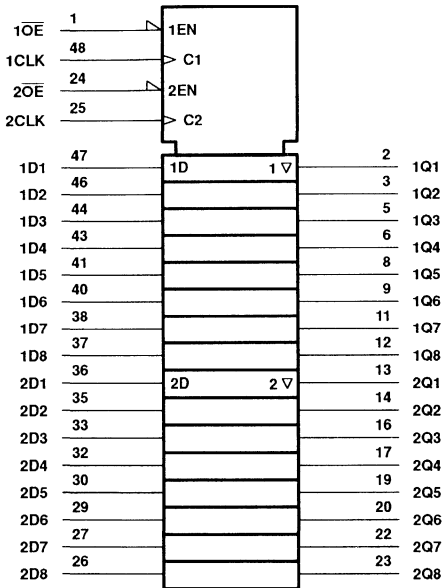 1OE 1 1EN
1CLK 48 C1
2OE 24 2EN
2CLK 25 C2
1D1 47 1D 1 ▽ 2 1Q1
1D2 46 3 1Q2
1D3 44 5 1Q3
1D4 43 6 1Q4
1D5 41 8 1Q5
1D6 40 9 1Q6
1D7 38 11 1Q7
1D8 37 12 1Q8
2D1 36 2D 2 ▽ 13 2Q1
2D2 35 14 2Q2
2D3 33 16 2Q3
2D4 32 17 2Q4
2D5 30 19 2Q5
2D6 29 20 2Q6
2D7 27 22 2Q7
2D8 26 23 2Q8